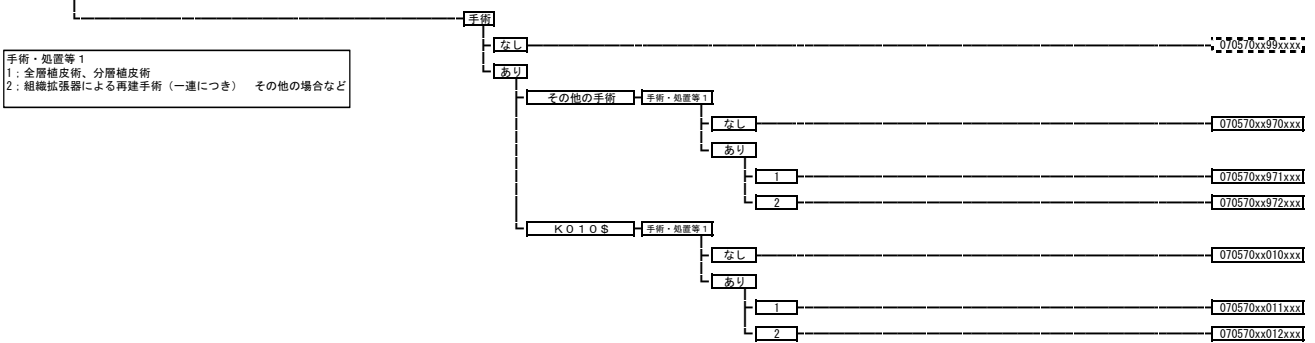 手術
なし
070570xx99xxxx
手術・処置等１
1；全層植皮術、分層植皮術
2；組織拡張器による再建手術（一連につき）　その他の場合など
あり
その他の手術
手術・処置等１
なし
070570xx970xxx
あり
1
070570xx971xxx
2
070570xx972xxx
Ｋ０１０＄
手術・処置等１
なし
070570xx010xxx
あり
1
070570xx011xxx
2
070570xx012xxx